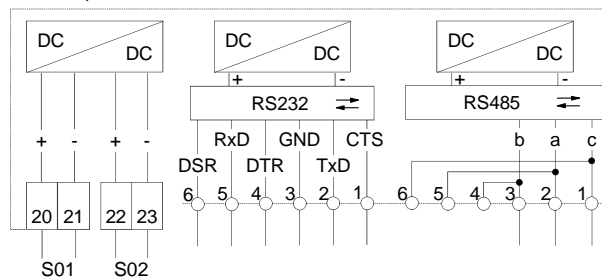 DC DC DC
DC DC DC
+ - + -
RS232 RS485
+ - + - RxD GND CTS b a c
DSR DTR TxD
6 5 4 3 2 1 6 5 4 3 2 1
20 21 22 23
S01 S02